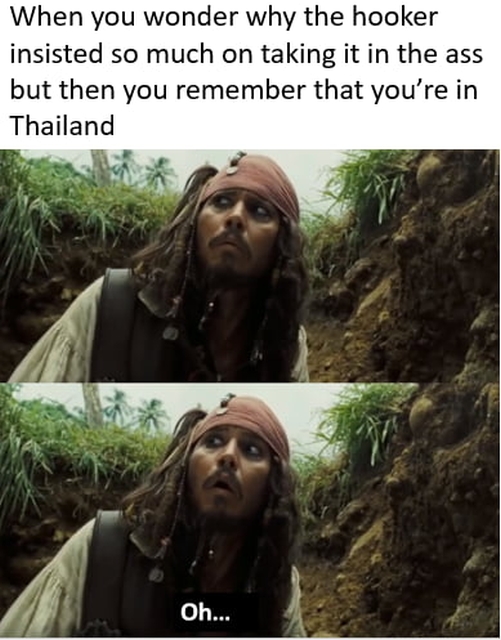 When you wonder why the hooker
insisted so much on taking it in the ass
but then you remember that you’re in
Thailand
Oh...